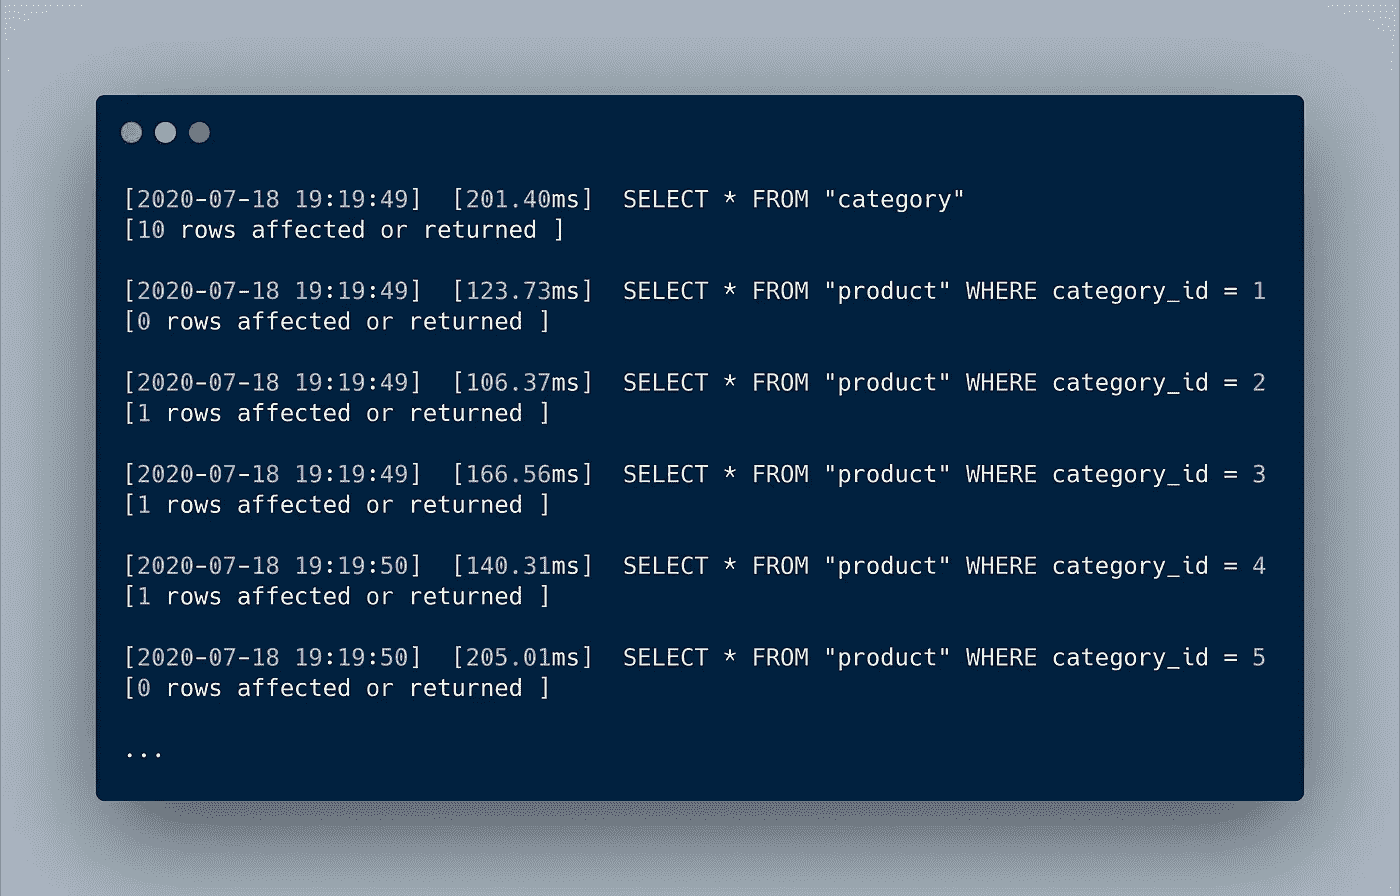 [2020-07-18 19:19:49]  [201.40ms]  SELECT * FROM "category"
[10 rows affected or returned ]
[2020-07-18 19:19:49]  [123.73ms]  SELECT * FROM "product" WHERE category_id = 1
[0 rows affected or returned ]
[2020-07-18 19:19:49]  [106.37ms]  SELECT * FROM "product" WHERE category_id = 2
[1 rows affected or returned ]
[2020-07-18 19:19:49]  [166.56ms]  SELECT * FROM "product" WHERE category_id = 3
[1 rows affected or returned ]
[2020-07-18 19:19:50]  [140.31ms]  SELECT * FROM "product" WHERE category_id = 4
[1 rows affected or returned ]
[2020-07-18 19:19:50]  [205.01ms]  SELECT * FROM "product" WHERE category_id = 5
[0 rows affected or returned ]
...